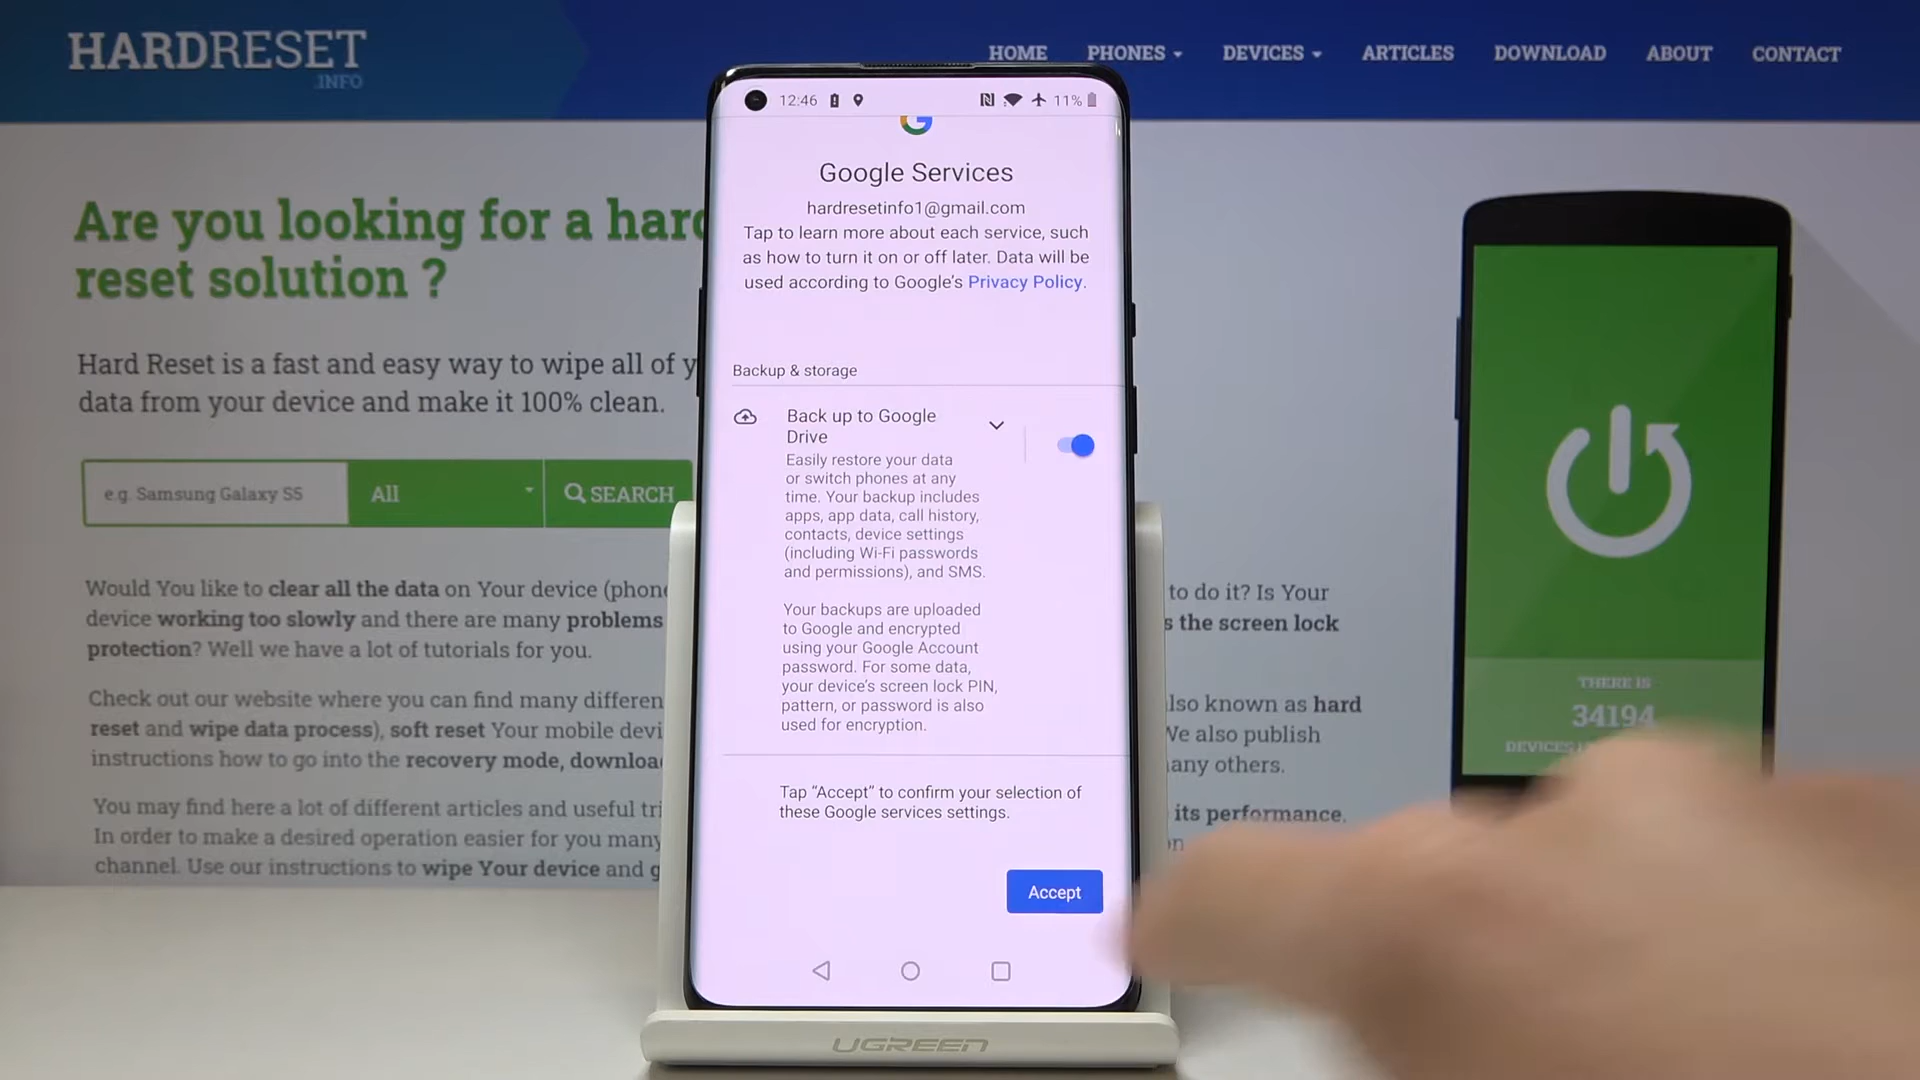 HARDRESET
.INFO
HOME PHONES DEVICES ARTICLES DOWNLOAD ABOUT CONTACT
Are you looking for a hard
reset solution ?
Hard Reset is a fast and easy way to wipe all of y
data from your device and make it 100% clean.
e.g. Samsung Galaxy S5 All SEARCH
Would You like to clear all the data on Your device (phone
device working too slowly and there are many problems
protection? Well we have a lot of tutorials for you.
Check out our website where you can find many differen
reset and wipe data process), soft reset Your mobile devi
instructions how to go into the recovery mode, downloa
You may find here a lot of different articles and useful tri
In order to make a desired operation easier for you many
channel. Use our instructions to wipe Your device and g
12:46 11%
Google Services
hardresetinfo1@gmail.com
Tap to learn more about each service, such
as how to turn it on or off later. Data will be
used according to Google's Privacy Policy.
Backup & storage
Back up to Google
Drive
Easily restore your data
or switch phones at any
time. Your backup includes
apps, app data, call history,
contacts, device settings
(including Wi-Fi passwords
and permissions), and SMS.
Your backups are uploaded
to Google and encrypted
using your Google Account
password. For some data,
your device's screen lock PIN,
pattern, or password is also
used for encryption.
Tap “Accept” to confirm your selection of
these Google services settings.
Accept
UGREEN
to do it? Is Your
s the screen lock
lso known as hard
We also publish
any others.
its performance.
THERE IS
34194
DEVICES